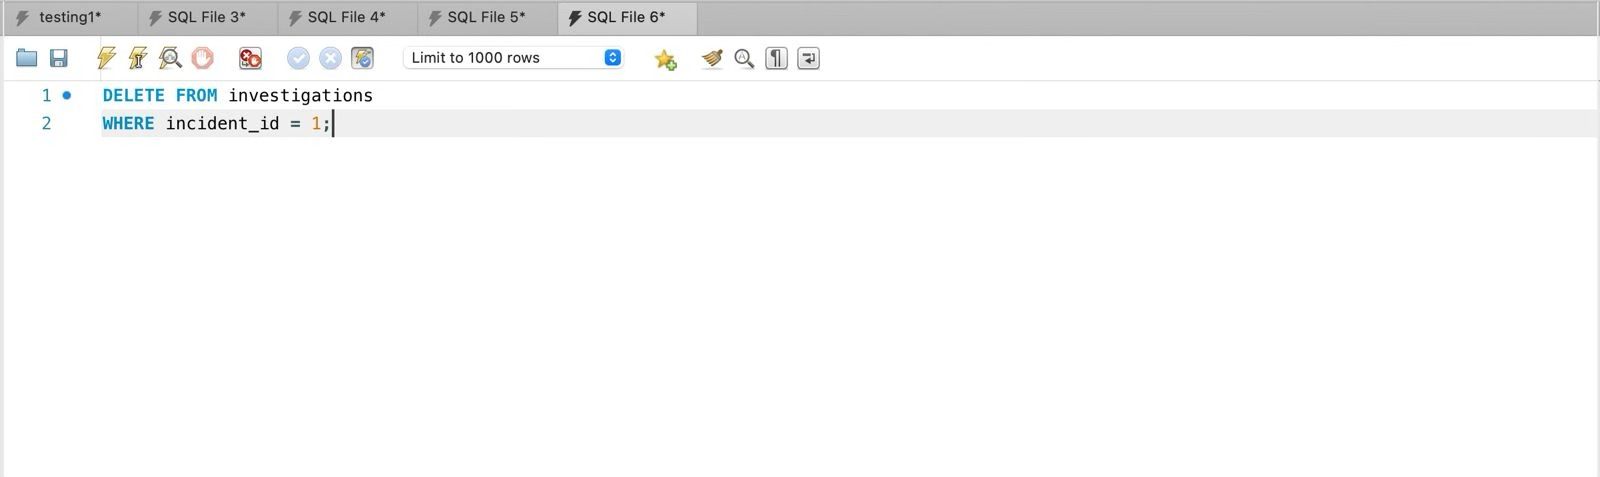 testing1* SQL File 3* SQL File 4* SQL File 5* SQL File 6*
Limit to 1000 rows
1 DELETE FROM investigations
2 WHERE incident_id = 1;